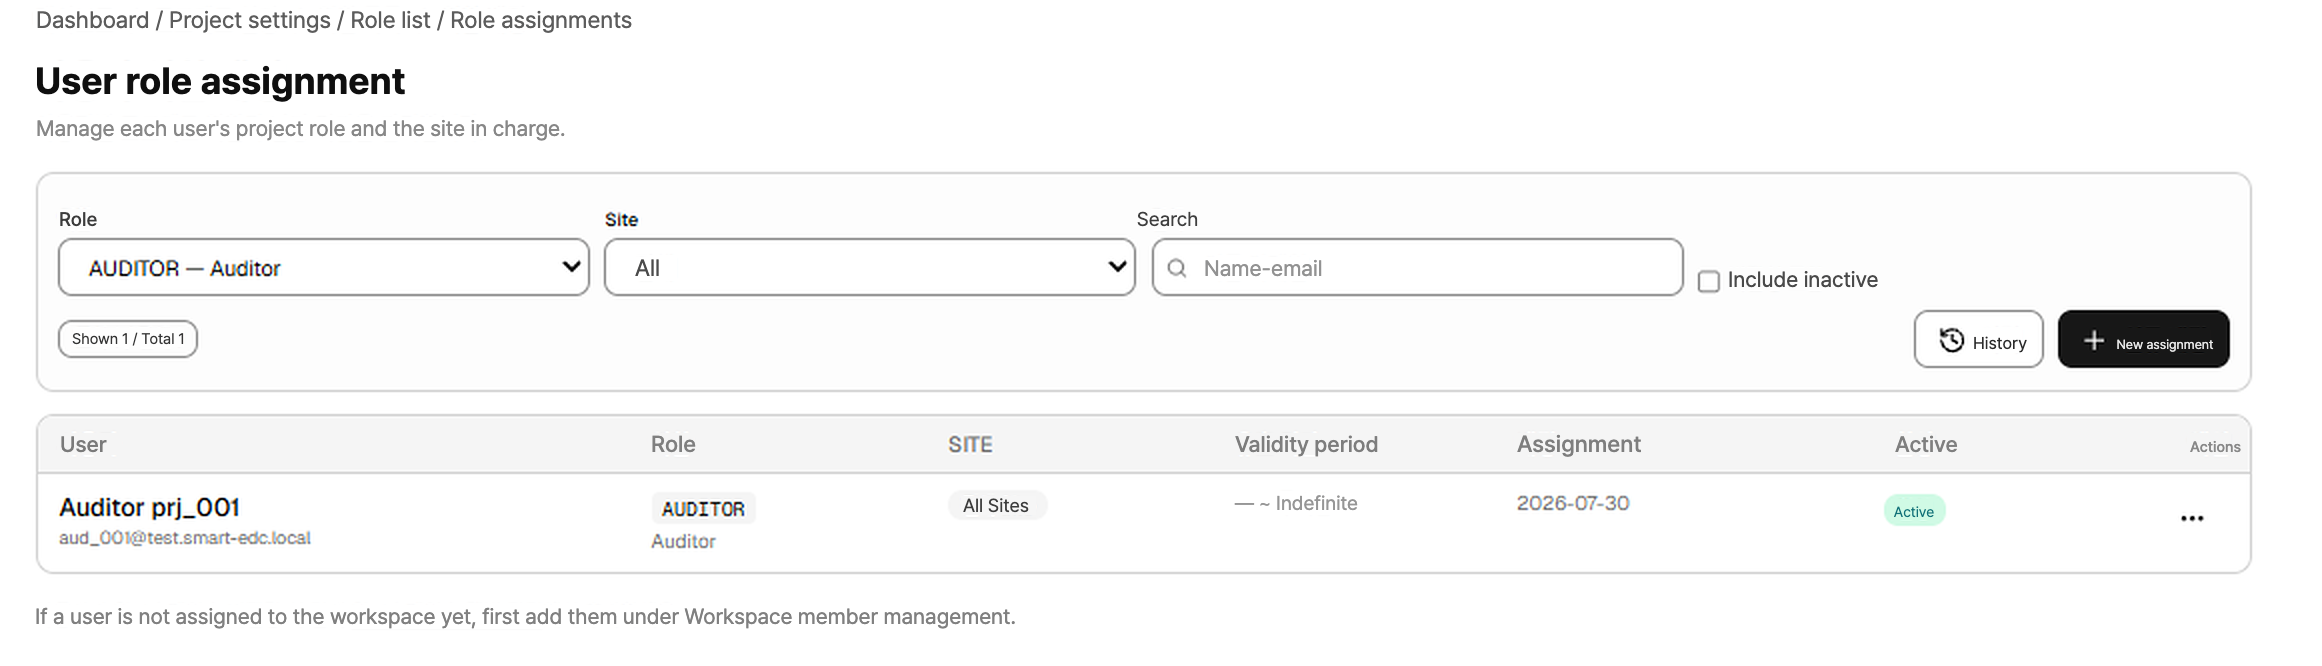 Dashboard / Project settings / Role list / Role assignments
User role assignment
Manage each user's project role and the site in charge.
Role Site Search
AUDITOR — Auditor All Name-email Include inactive
Shown 1 / Total 1 History New assignment
User Role SITE Validity period Assignment Active Actions
Auditor prj_001 AUDITOR All Sites — ~ Indefinite 2026-07-30 Active
aud_001@test.smart-edc.local Auditor
If a user is not assigned to the workspace yet, first add them under Workspace member management.